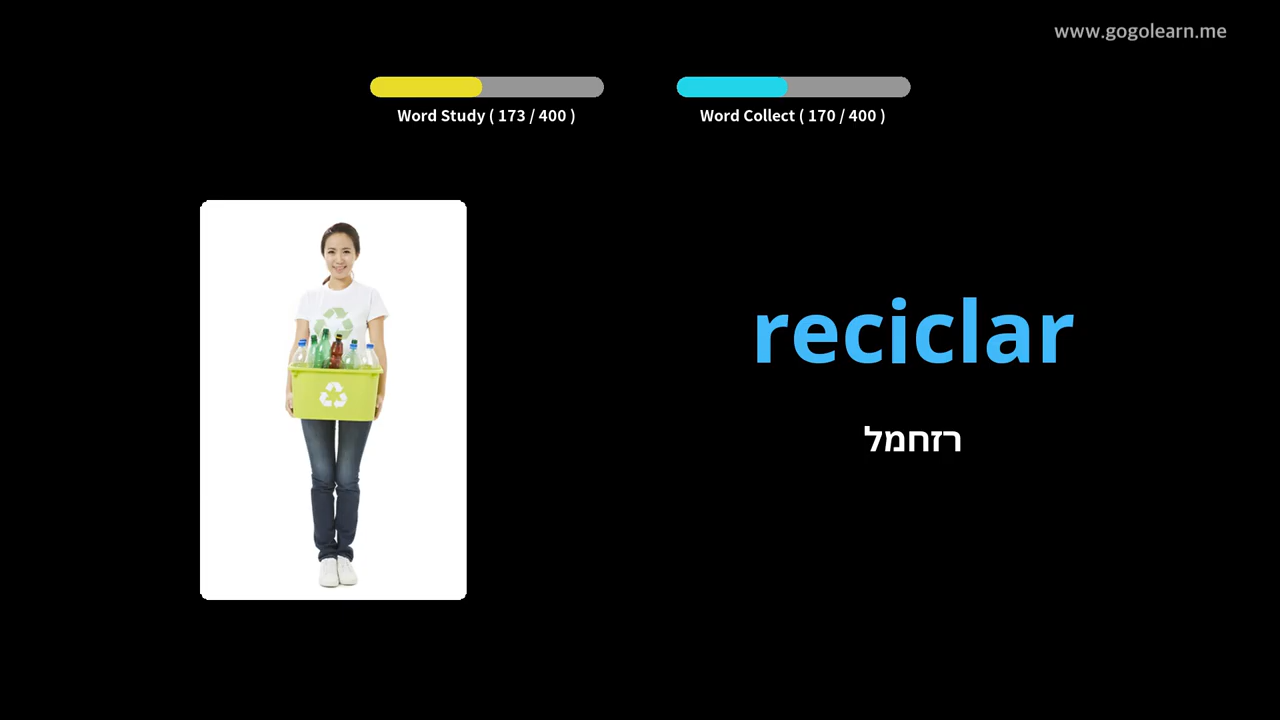 www.gogolearn.me
Word Study ( 173 / 400 )
Word Collect ( 170 / 400 )
reciclar
רזחמל